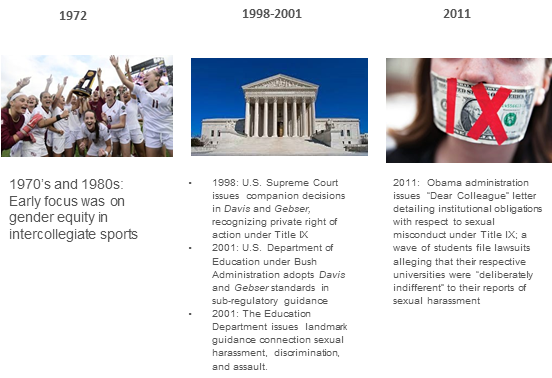 1972
1998-2001
2011
IX
1970’s and 1980s:
Early focus was on
gender equity in
intercollegiate sports
• 1998: U.S. Supreme Court
issues companion decisions
in Davis and Gebser,
recognizing private right of
action under Title IX
• 2001: U.S. Department of
Education under Bush
Administration adopts Davis
and Gebser standards in
sub-regulatory guidance
• 2001: The Education
Department issues landmark
guidance connection sexual
harassment, discrimination,
and assault.
2011: Obama administration
issues “Dear Colleague” letter
detailing institutional obligations
with respect to sexual
misconduct under Title IX; a
wave of students file lawsuits
alleging that their respective
universities were “deliberately
indifferent” to their reports of
sexual harassment